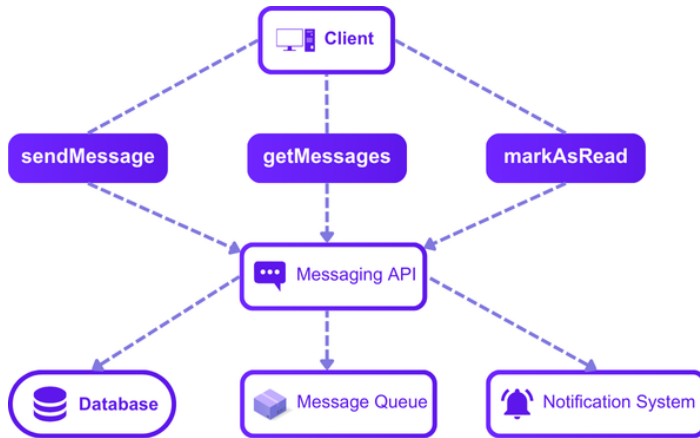 Client
sendMessage
getMessages
markAsRead
Messaging API
Database
Message Queue
Notification System